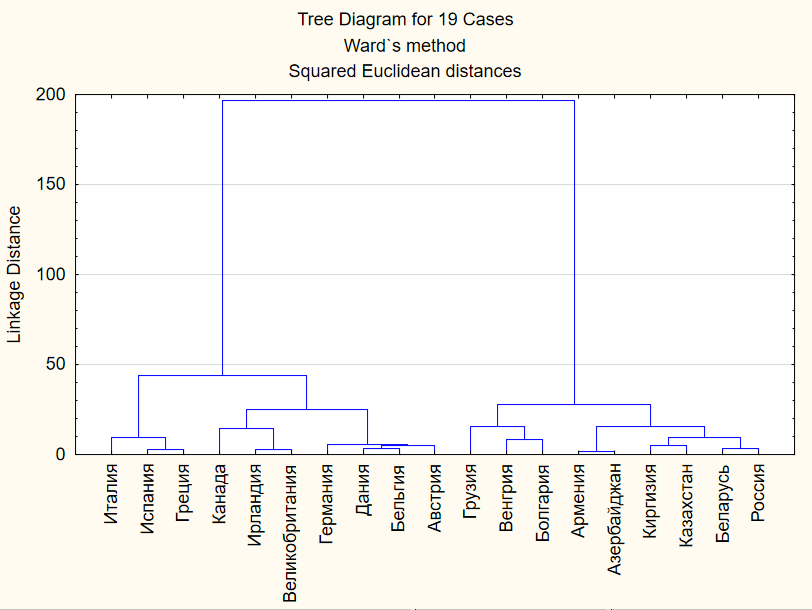 Tree Diagram for 19 Cases
Ward`s method
Squared Euclidean distances
Linkage Distance
200
150
100
50
0
Италия
Испания
Греция
Канада
Ирландия
Великобритания
Германия
Дания
Бельгия
Австрия
Грузия
Венгрия
Болгария
Армения
Азербайджан
Киргизия
Казахстан
Беларусь
Россия